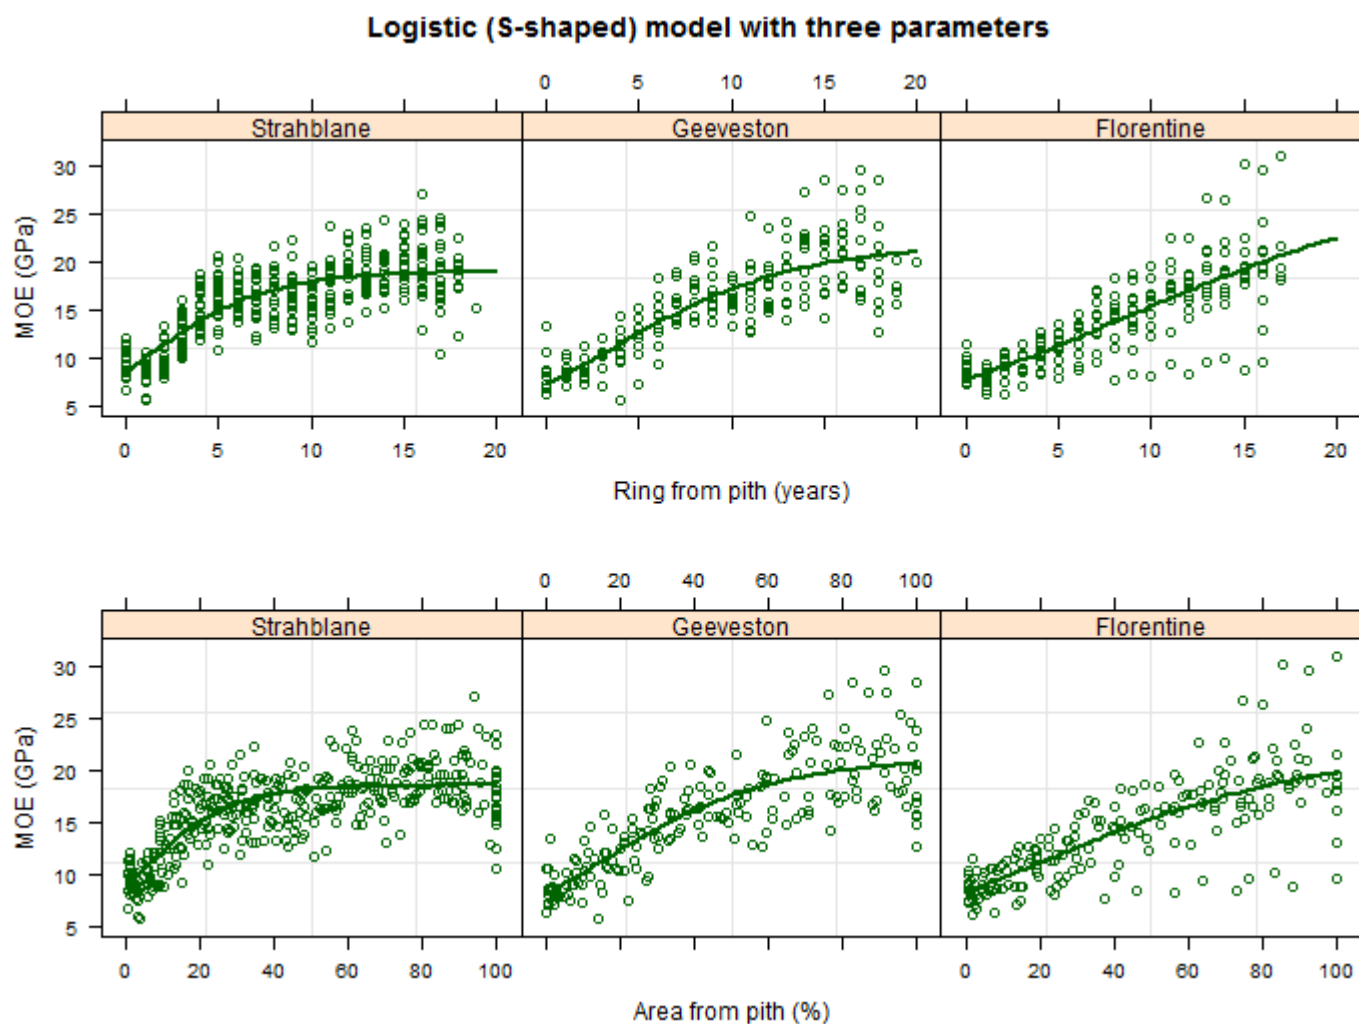 Logistic (S-shaped) model with three parameters
0 5 10 15 20
Strahblane Geeveston Florentine
30
25
20
15
10
5
MOE (GPa)
0 5 10 15 20 0 5 10 15 20
Ring from pith (years)
0 20 40 60 80 100
Strahblane Geeveston Florentine
30
25
20
15
10
5
MOE (GPa)
0 20 40 60 80 100 0 20 40 60 80 100
Area from pith (%)